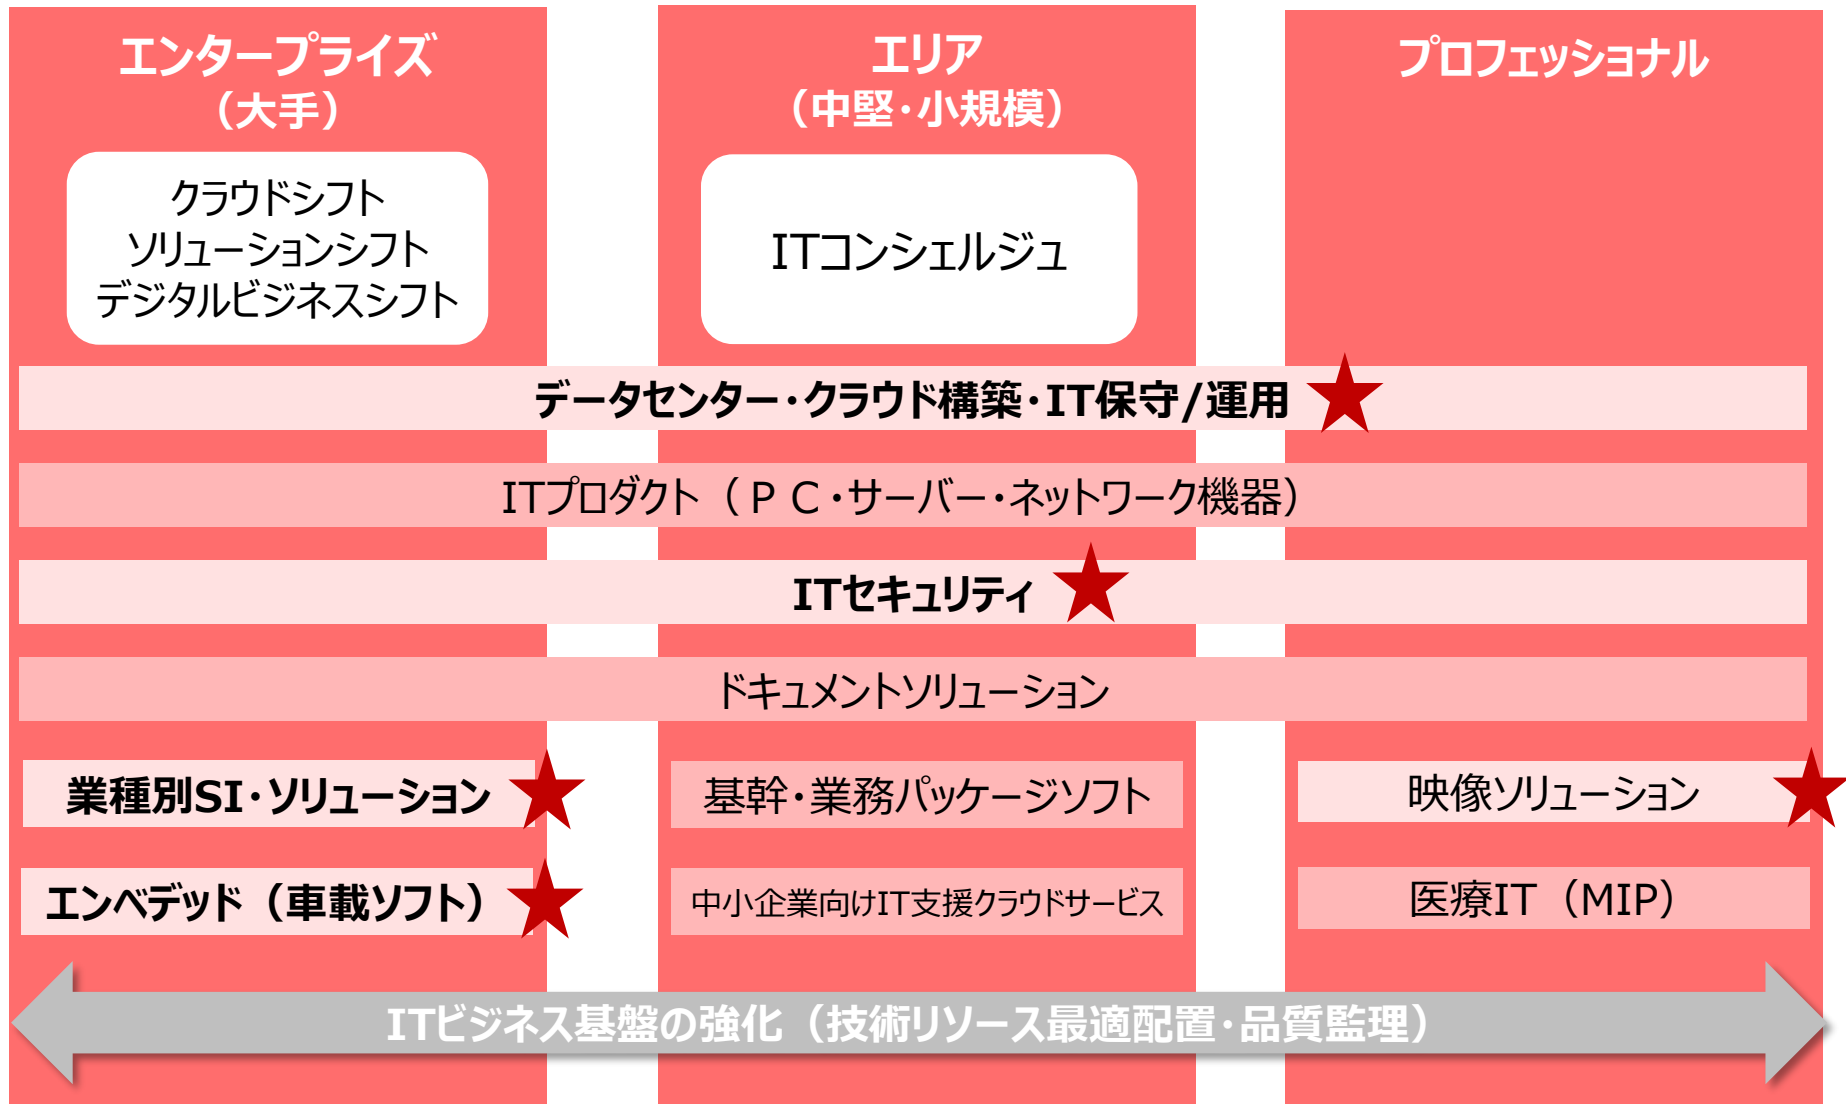 エンタープライズ
（大手）
クラウドシフト
ソリューションシフト
デジタルビジネスシフト
エリア
（中堅・小規模）
ITコンシェルジュ
プロフェッショナル
データセンター・クラウド構築・IT保守/運用
ITプロダクト（ＰＣ・サーバー・ネットワーク機器）
ITセキュリティ
ドキュメントソリューション
業種別SI・ソリューション
基幹・業務パッケージソフト
映像ソリューション
エンベデッド（車載ソフト）
中小企業向けIT支援クラウドサービス
医療IT（MIP）
ITビジネス基盤の強化（技術リソース最適配置・品質監理）